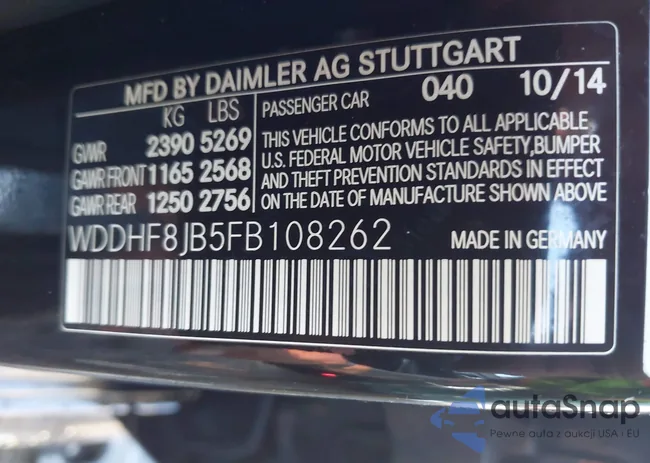 MFD BY DAIMLER AG STUTTGART
KG LBS
GVWR 2390 5269
GAWR FRONT 1165 2568
GAWR REAR 1250 2756
PASSENGER CAR 040 10/14
THIS VEHICLE CONFORMS TO ALL APPLICABLE
U.S. FEDERAL MOTOR VEHICLE SAFETY,BUMPER
AND THEFT PREVENTION STANDARDS IN EFFECT
ON THE DATE OF MANUFACTURE SHOWN ABOVE
WDDHF8JB5FB108262 MADE IN GERMANY
autaSnap
Pewne auta z aukcji USA i EU